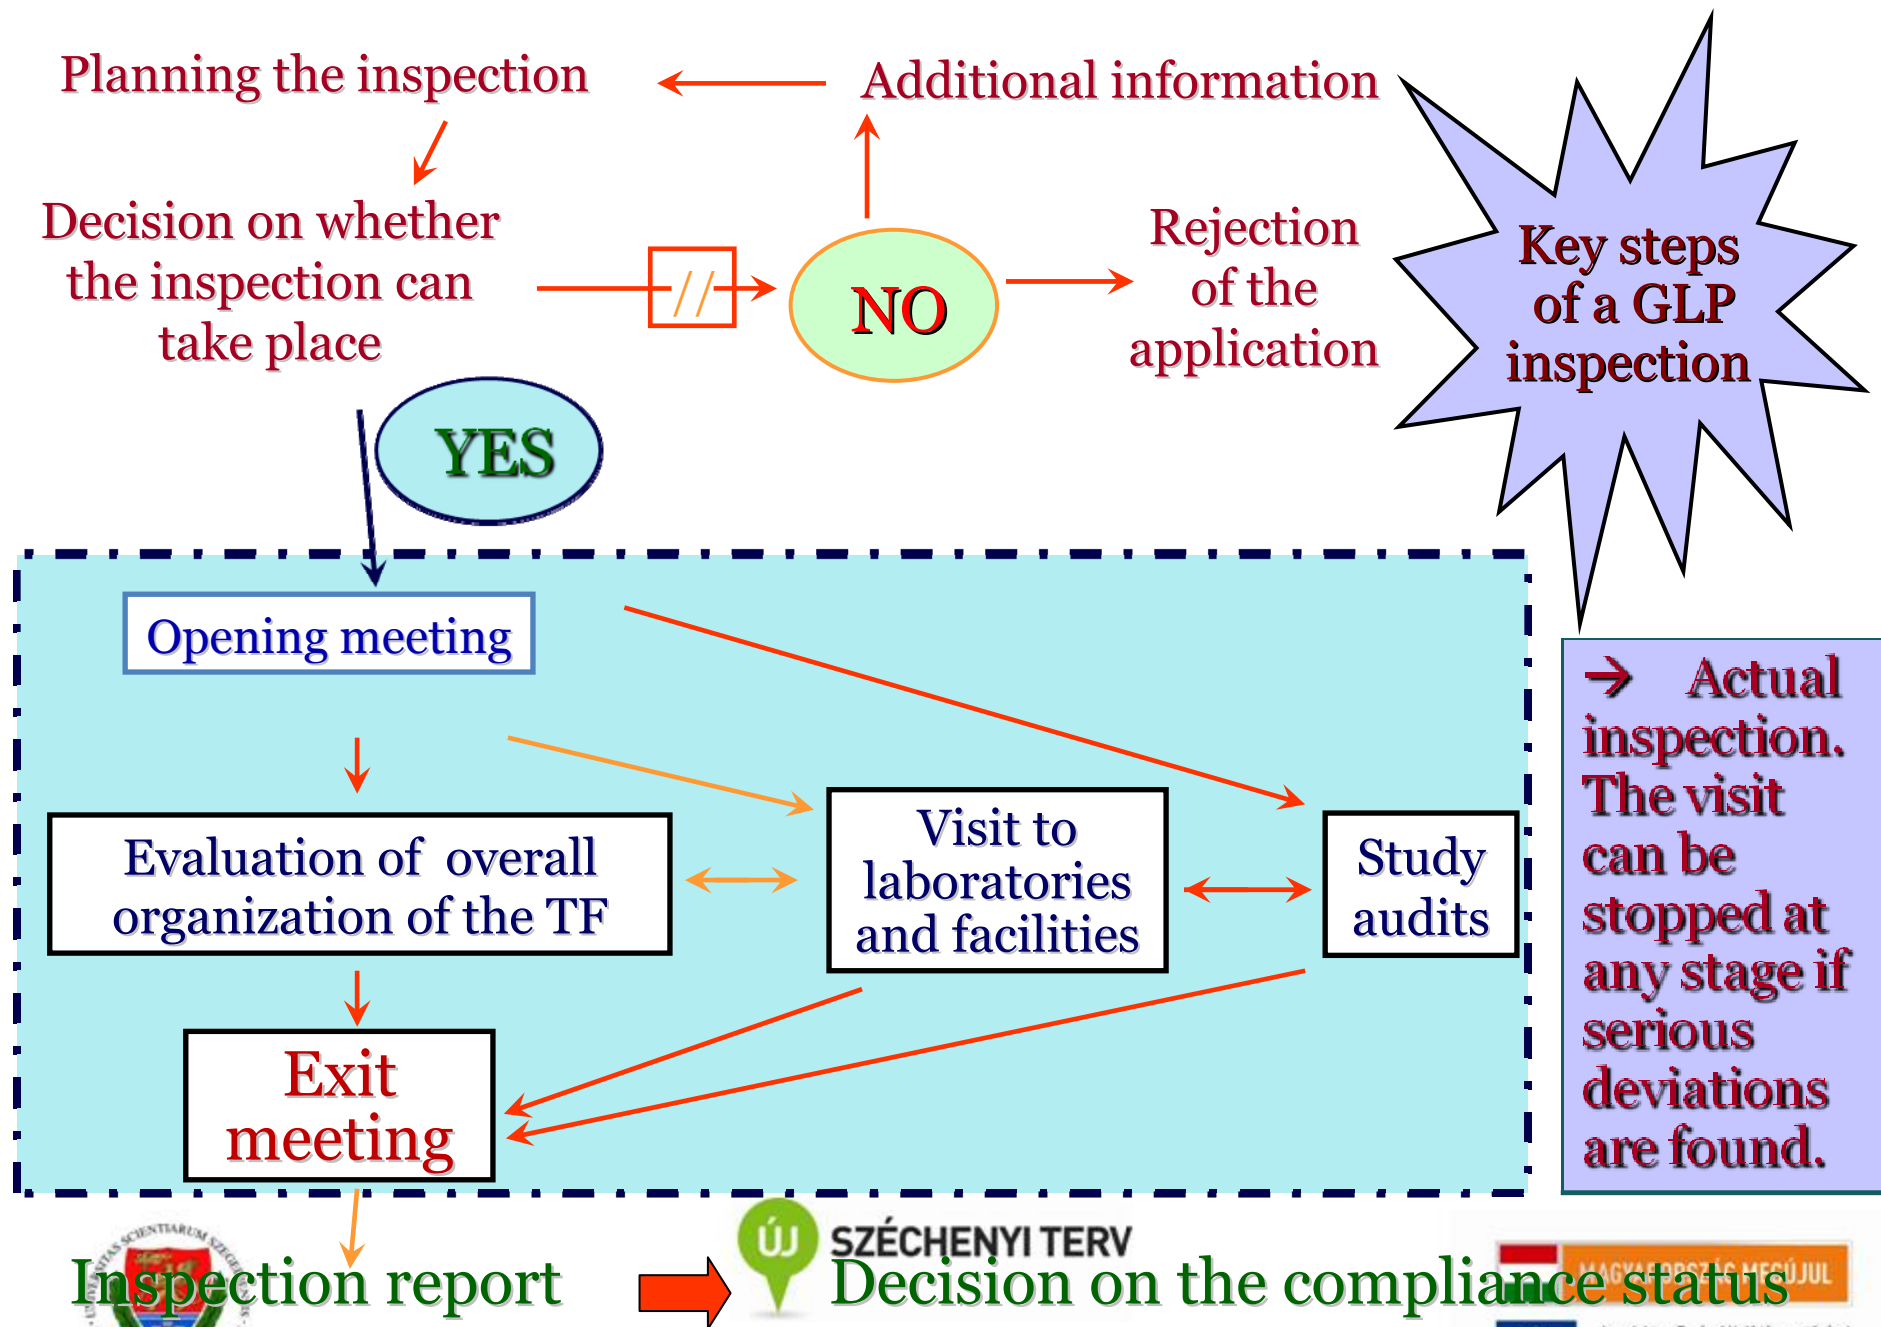 Planning the inspection
Additional information
Decision on whether
the inspection can
take place
//
NO
Rejection
of the
application
Key steps
of a GLP
inspection
YES
Opening meeting
Evaluation of overall
organization of the TF
Visit to
laboratories
and facilities
Study
audits
Exit
meeting
→ Actual
inspection.
The visit
can be
stopped at
any stage if
serious
deviations
are found.
SCIENTIARUM
ÚJ
SZÉCHENYI TERV
MAGYARORSZÁG MEGÚJUL
Inspection report
Decision on the compliance status